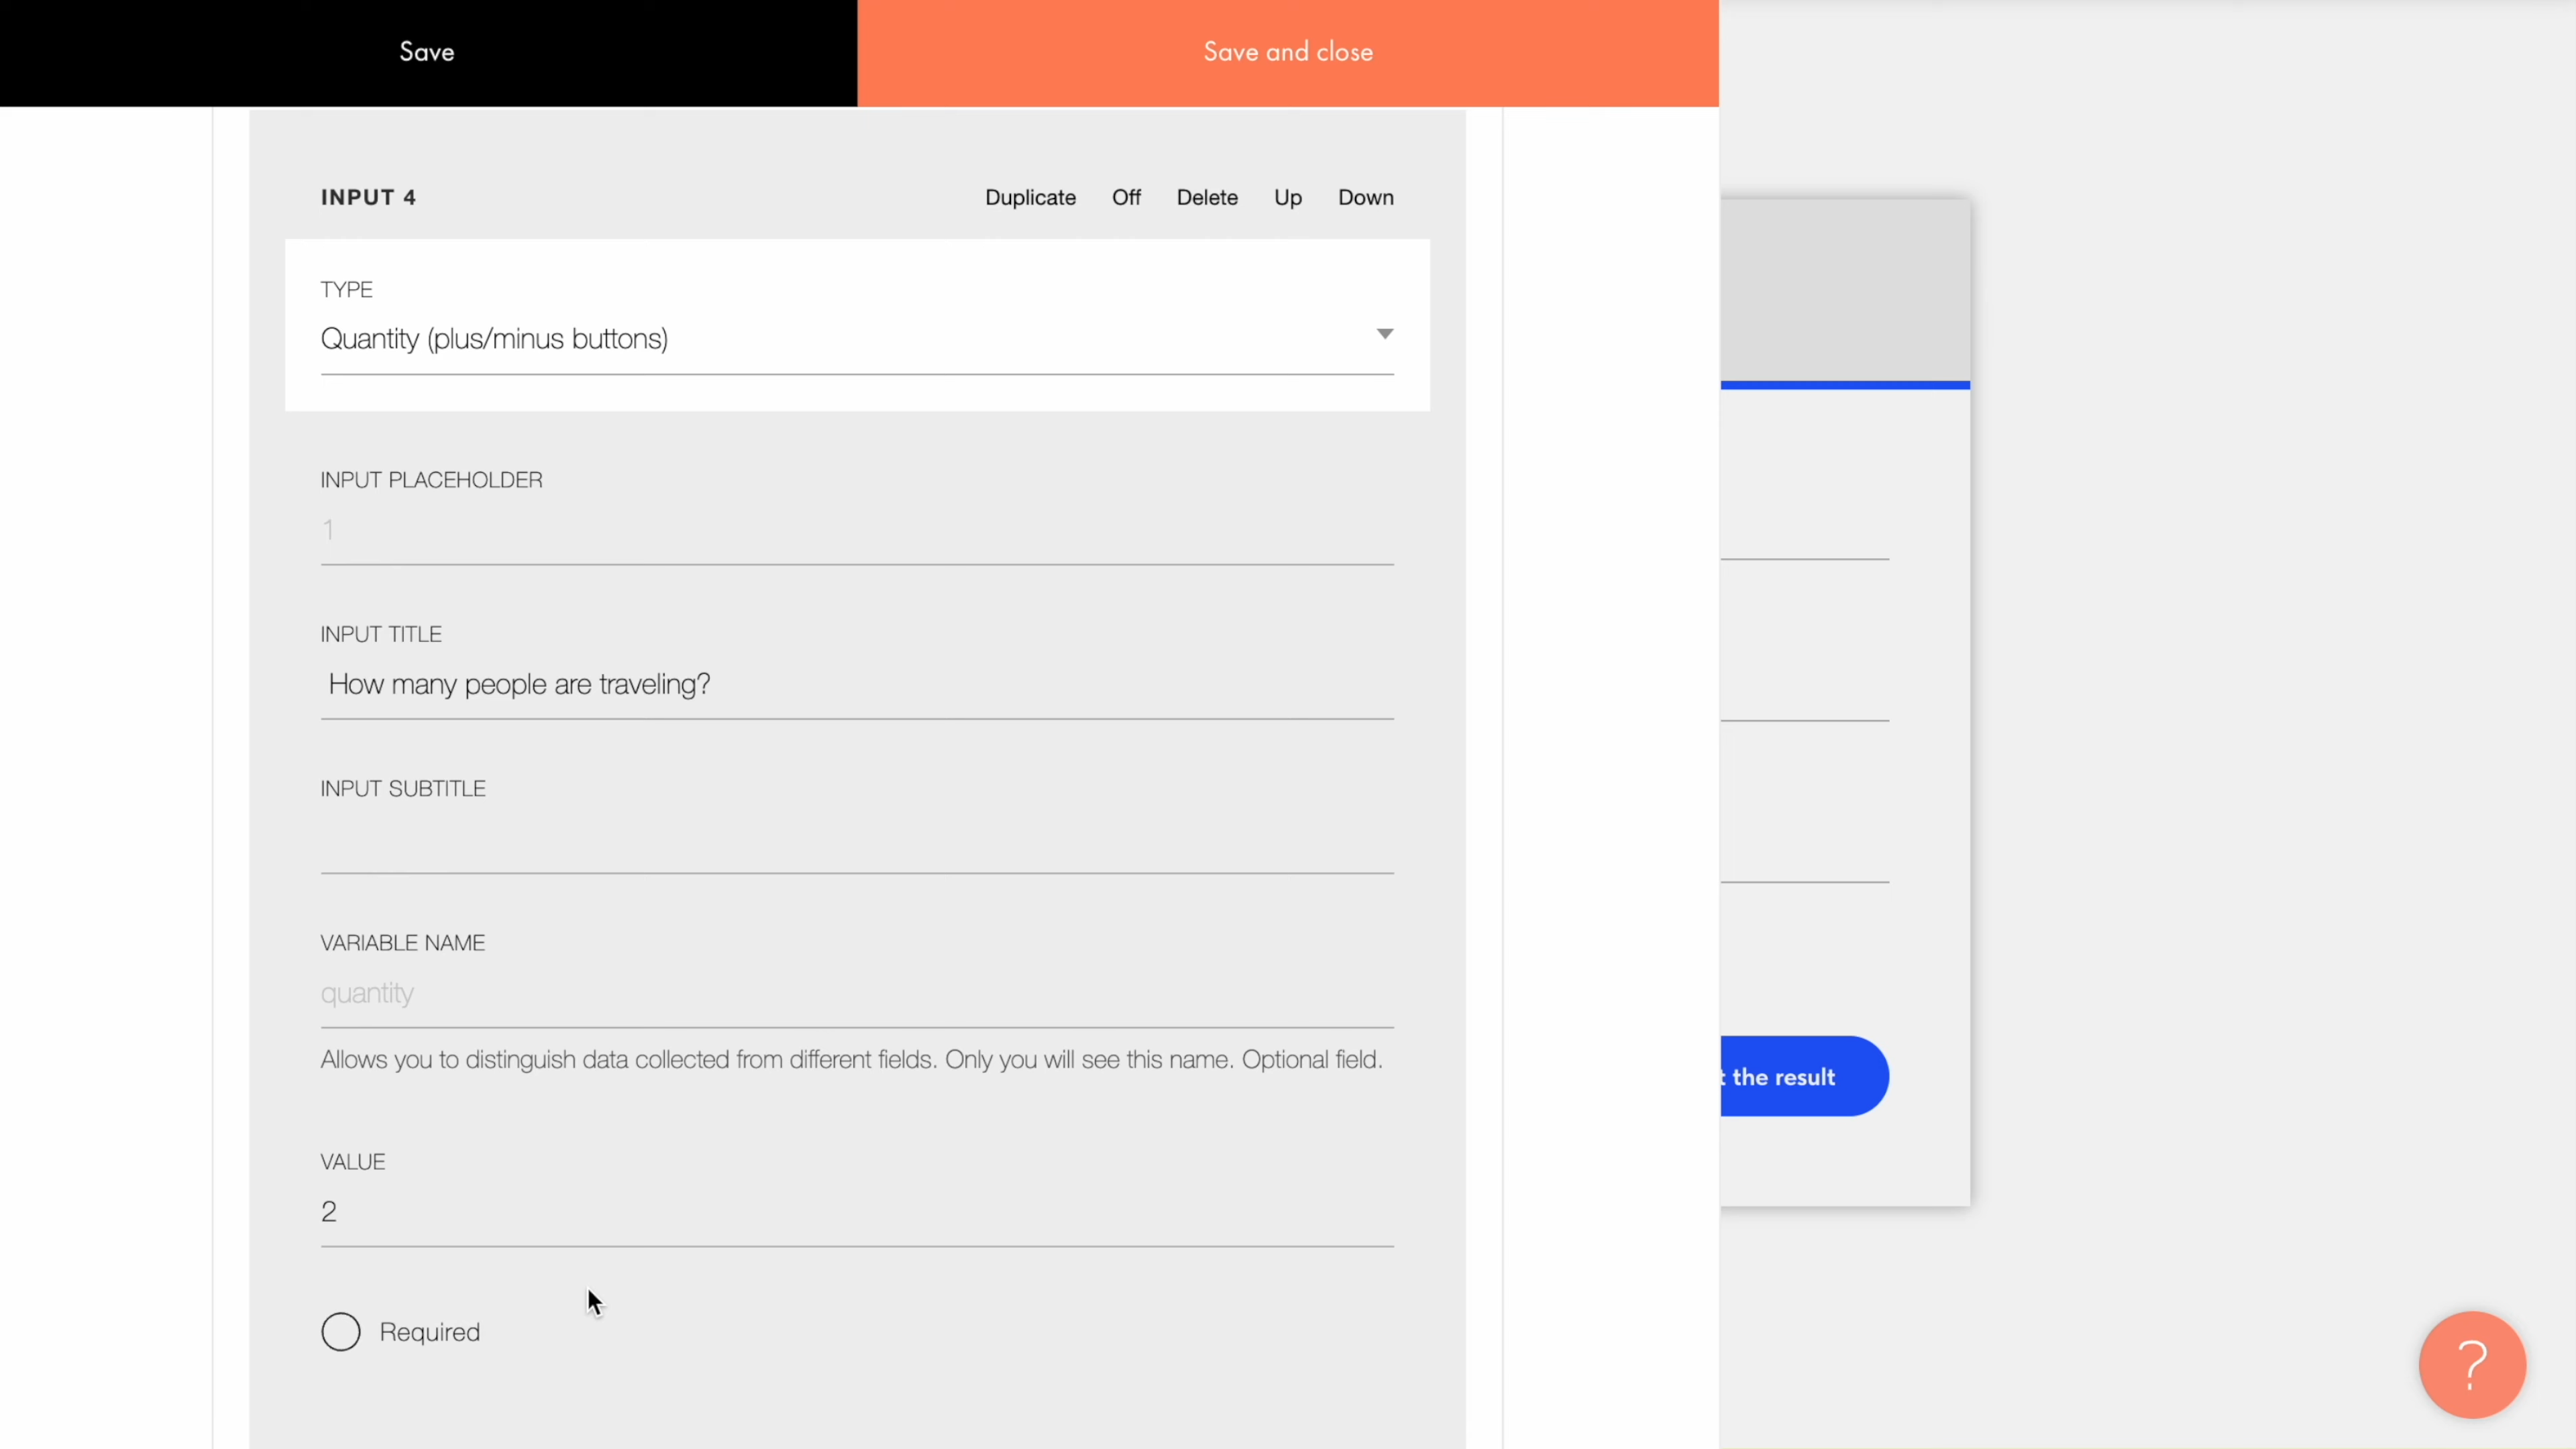 Save
Save and close
INPUT 4
Duplicate Off Delete Up Down
TYPE
Quantity (plus/minus buttons)
INPUT PLACEHOLDER
1
INPUT TITLE
How many people are traveling?
INPUT SUBTITLE
VARIABLE NAME
quantity
Allows you to distinguish data collected from different fields. Only you will see this name. Optional field.
the result
VALUE
2
Required
?